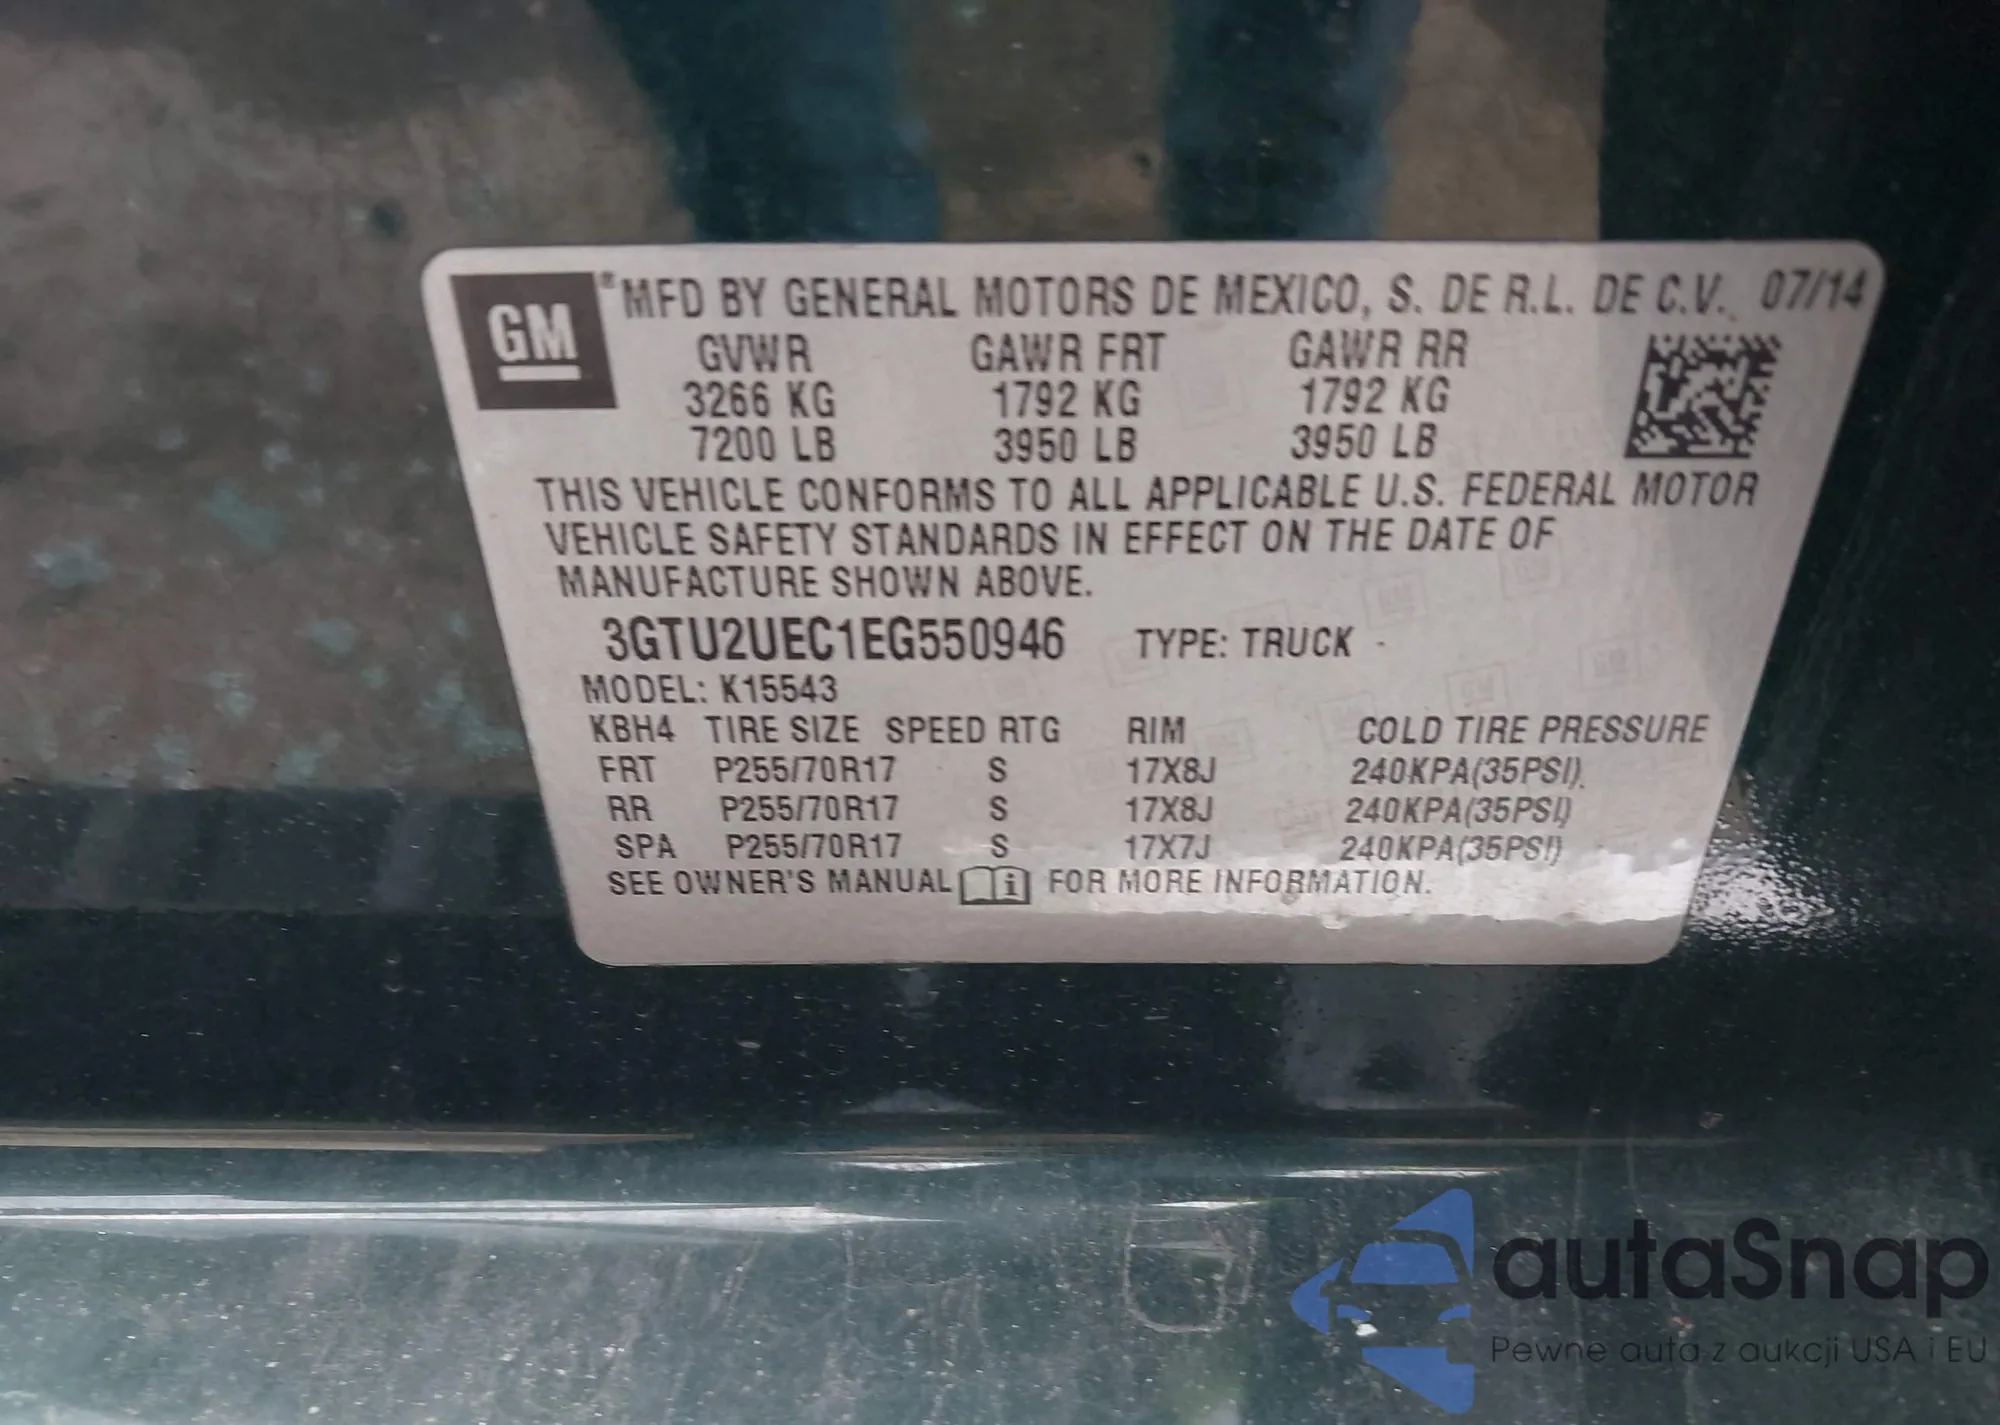 GM ® MFD BY GENERAL MOTORS DE MEXICO, S. DE R.L. DE C.V. 07/14
GVWR GAWR FRT GAWR RR
3266 KG 1792 KG 1792 KG
7200 LB 3950 LB 3950 LB
THIS VEHICLE CONFORMS TO ALL APPLICABLE U.S. FEDERAL MOTOR
VEHICLE SAFETY STANDARDS IN EFFECT ON THE DATE OF
MANUFACTURE SHOWN ABOVE.
3GTU2UEC1EG550946 TYPE: TRUCK
MODEL: K15543
KBH4 TIRE SIZE SPEED RTG RIM COLD TIRE PRESSURE
FRT P255/70R17 S 17X8J 240KPA(35PSI)
RR P255/70R17 S 17X8J 240KPA(35PSI)
SPA P255/70R17 S 17X7J 240KPA(35PSI)
SEE OWNER'S MANUAL i FOR MORE INFORMATION.
autaSnap
Pewne auta z aukcji USA i EU